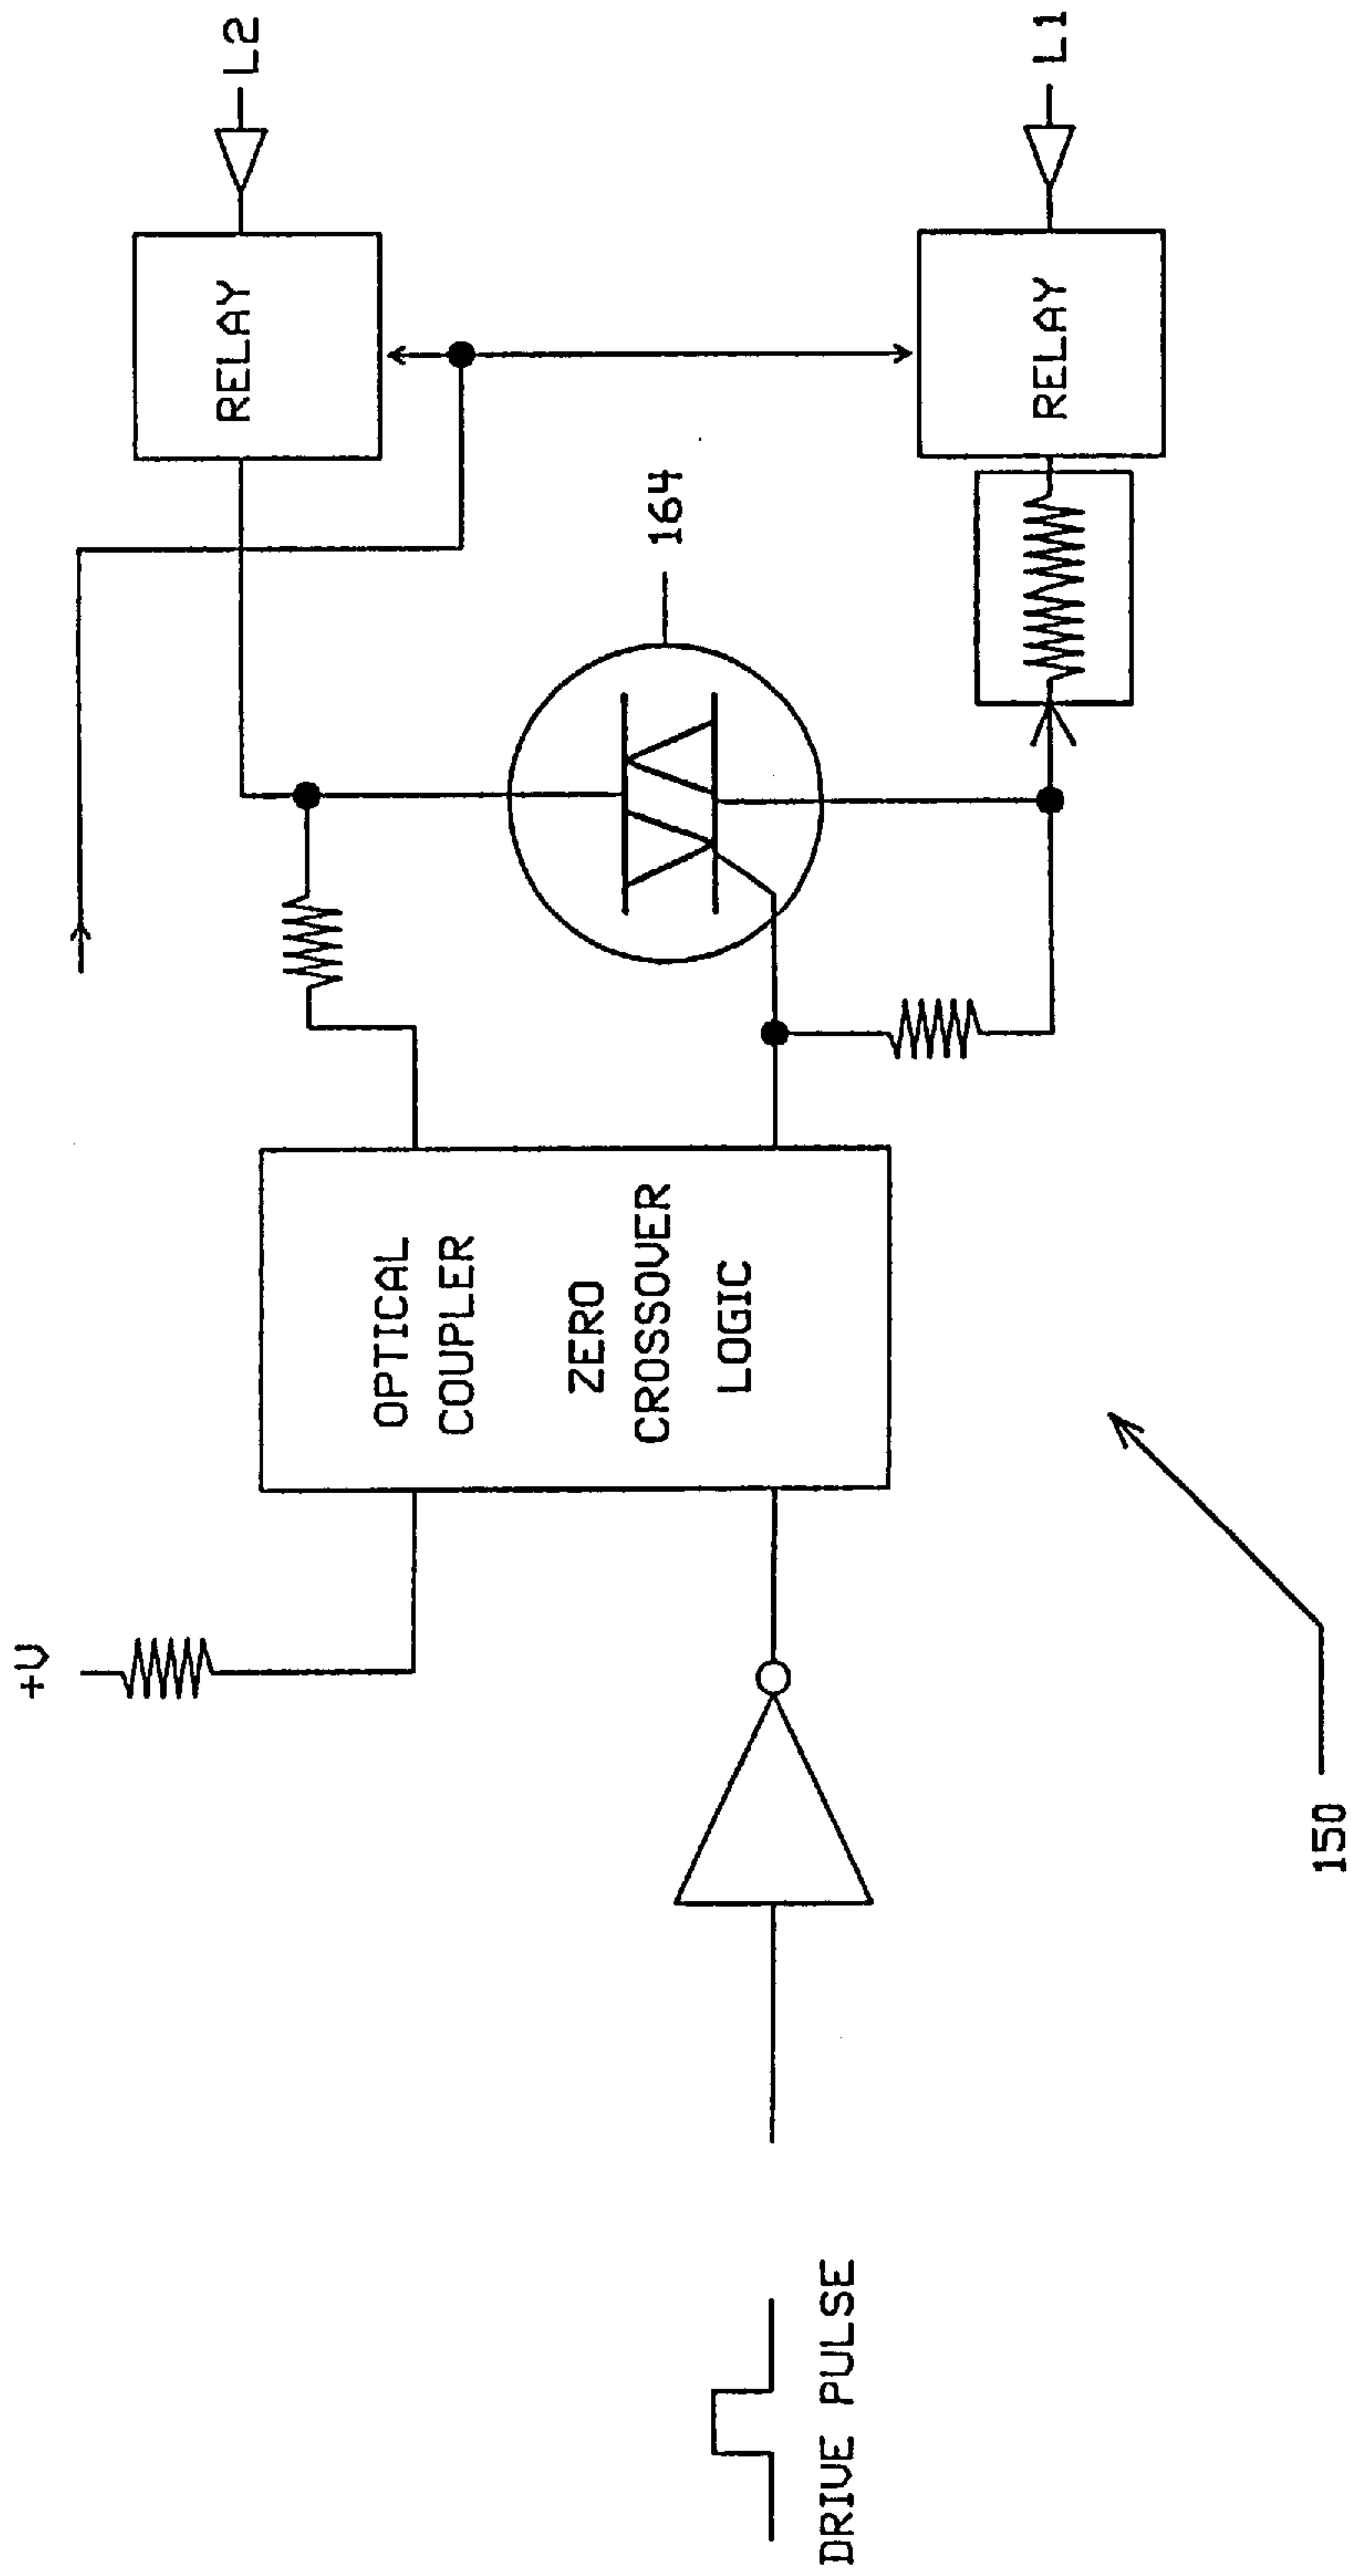 +V
L2
RELAY
164
OPTICAL
COUPLER
ZERO
CROSSOVER
LOGIC
RELAY
L1
DRIVE PULSE
150